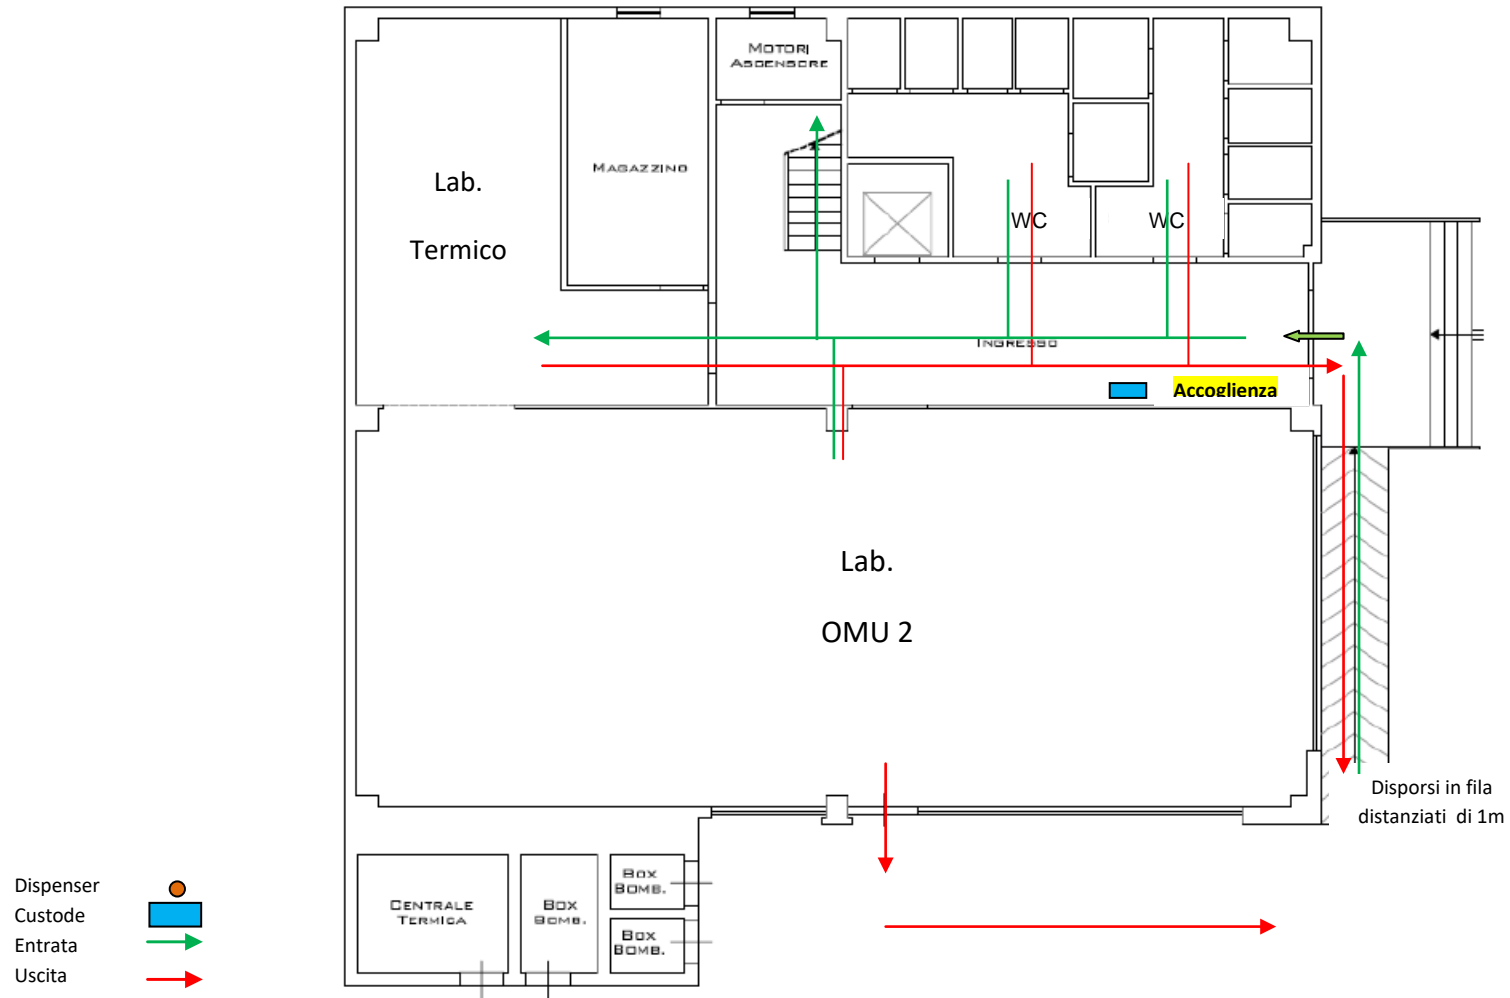 MOTORI
ASCENSORE
MAGAZZINO
Lab.
Termico
WC
WC
INGRESSO
Accoglienza
Lab.
OMU 2
Disporsi in fila
distanziati di 1m
CENTRALE
TERMICA
BOX
BOMB.
BOX
BOMB.
BOX
BOMB.
Dispenser
Custode
Entrata
Uscita